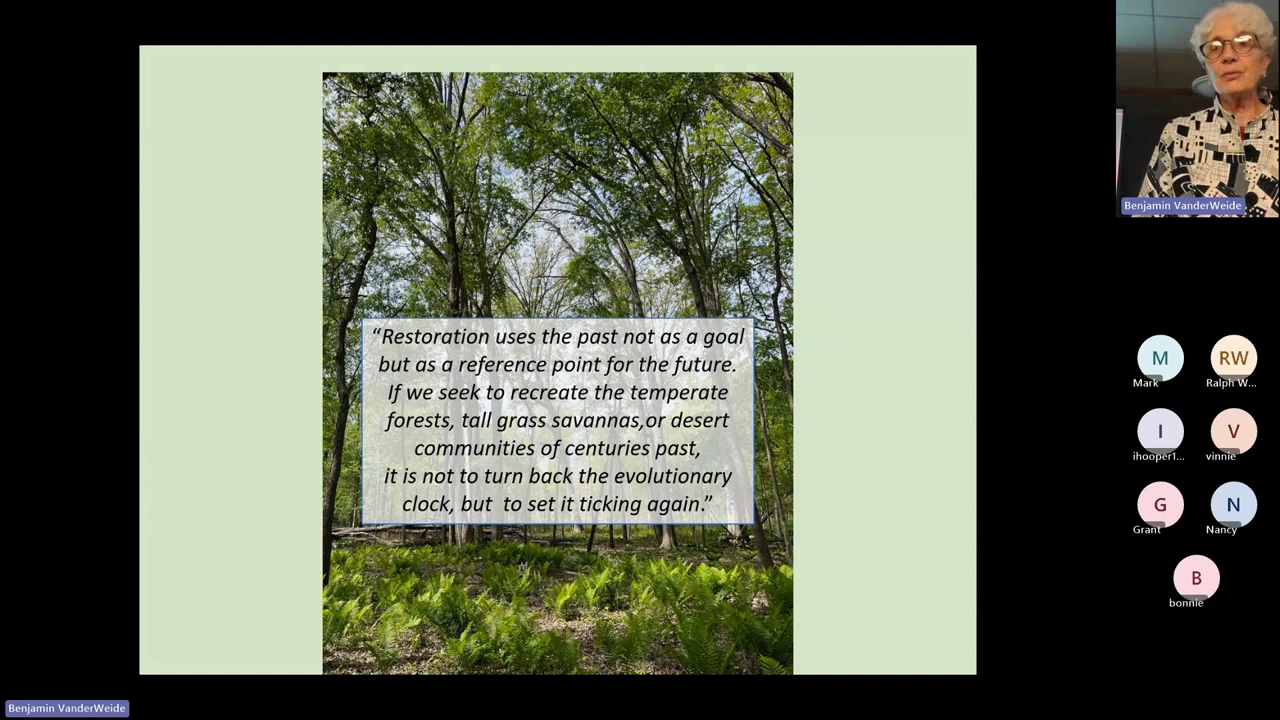 “Restoration uses the past not as a goal
but as a reference point for the future.
If we seek to recreate the temperate
forests, tall grass savannas,or desert
communities of centuries past,
it is not to turn back the evolutionary
clock, but  to set it ticking again.”
Benjamin VanderWeide
M
RW
Mark
Ralph W...
I
V
ihooper1...
vinnie
G
N
Grant
Nancy
B
bonnie
Benjamin VanderWeide